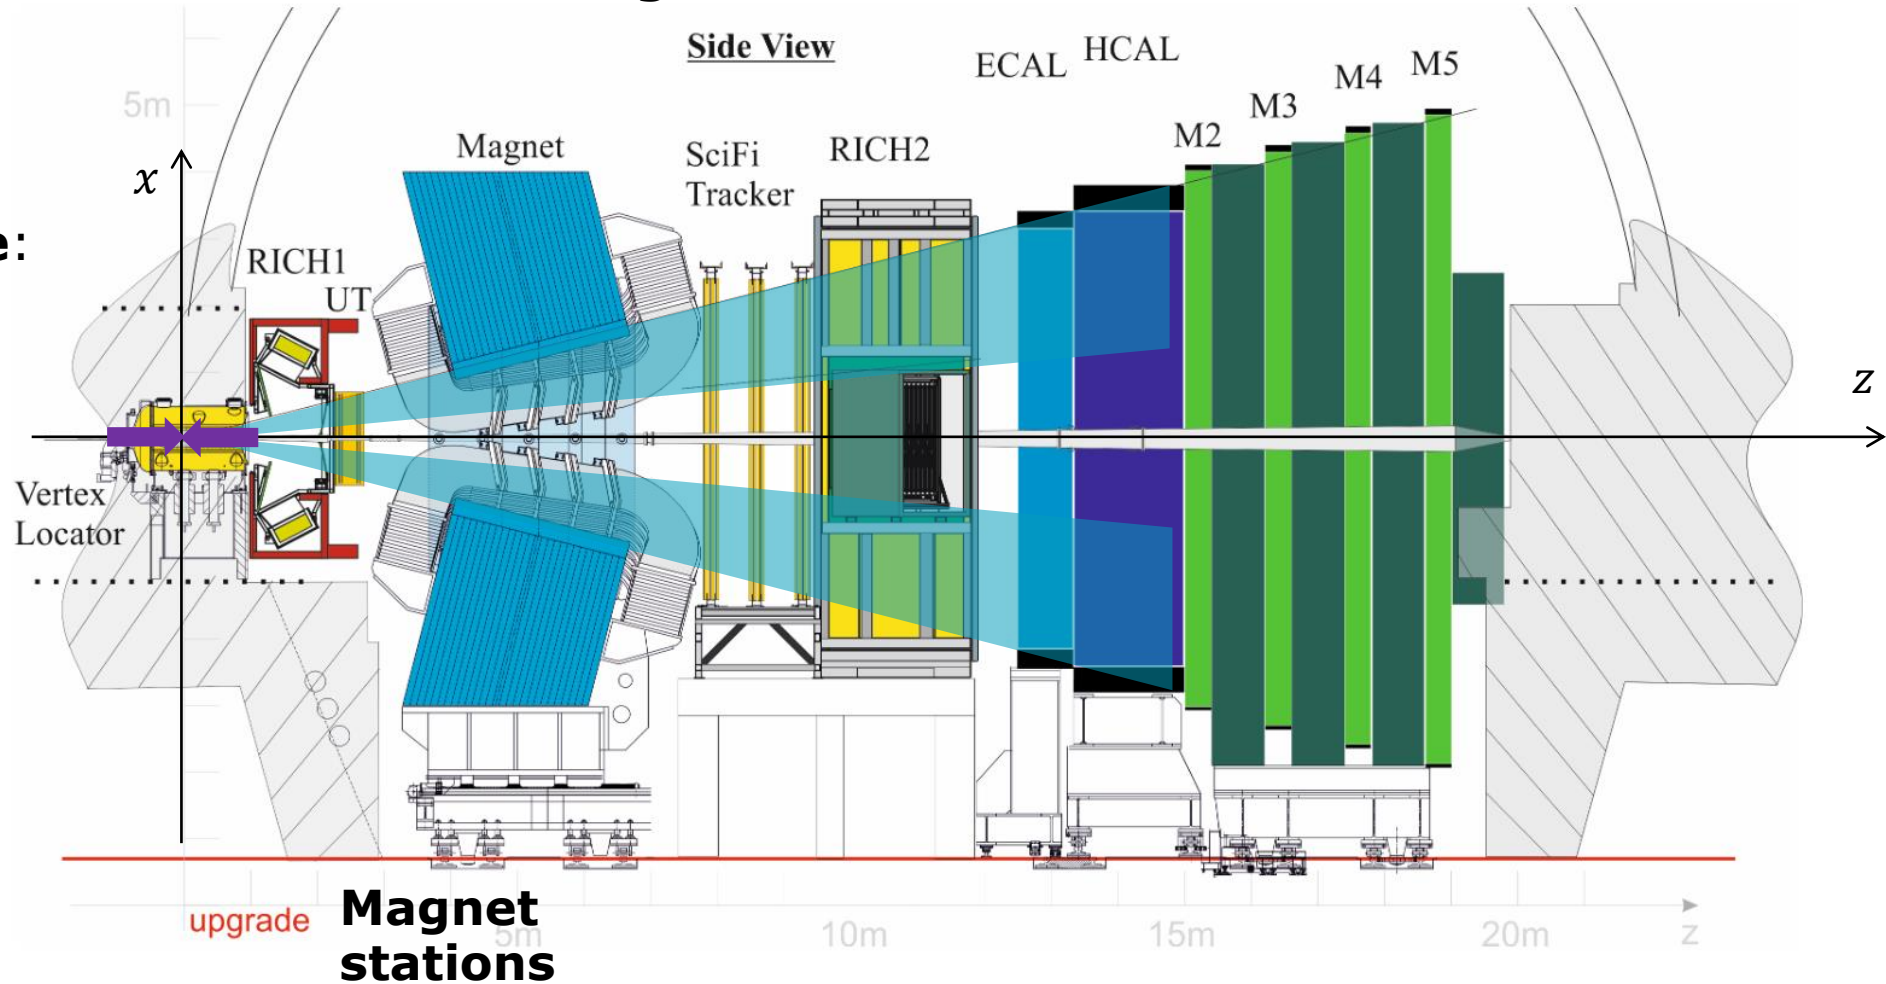 Side View
ECAL
HCAL
M5
M4
M3
M2
5m
Magnet
SciFi
Tracker
RICH2
x
e:
RICH1
UT
z
Vertex
Locator
upgrade
Magnet
stations
5m
10m
15m
20m
z